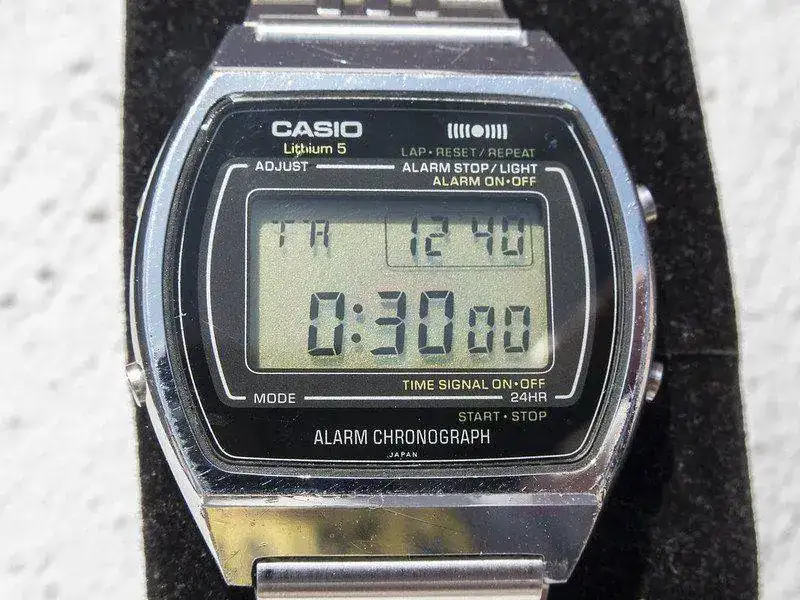 CASIO
Lithium 5
LAP • RESET / REPEAT
ADJUST
ALARM STOP/LIGHT
ALARM ON•OFF
TA 12 40
0:30 00
TIME SIGNAL ON•OFF
MODE
24HR
START • STOP
ALARM CHRONOGRAPH
JAPAN